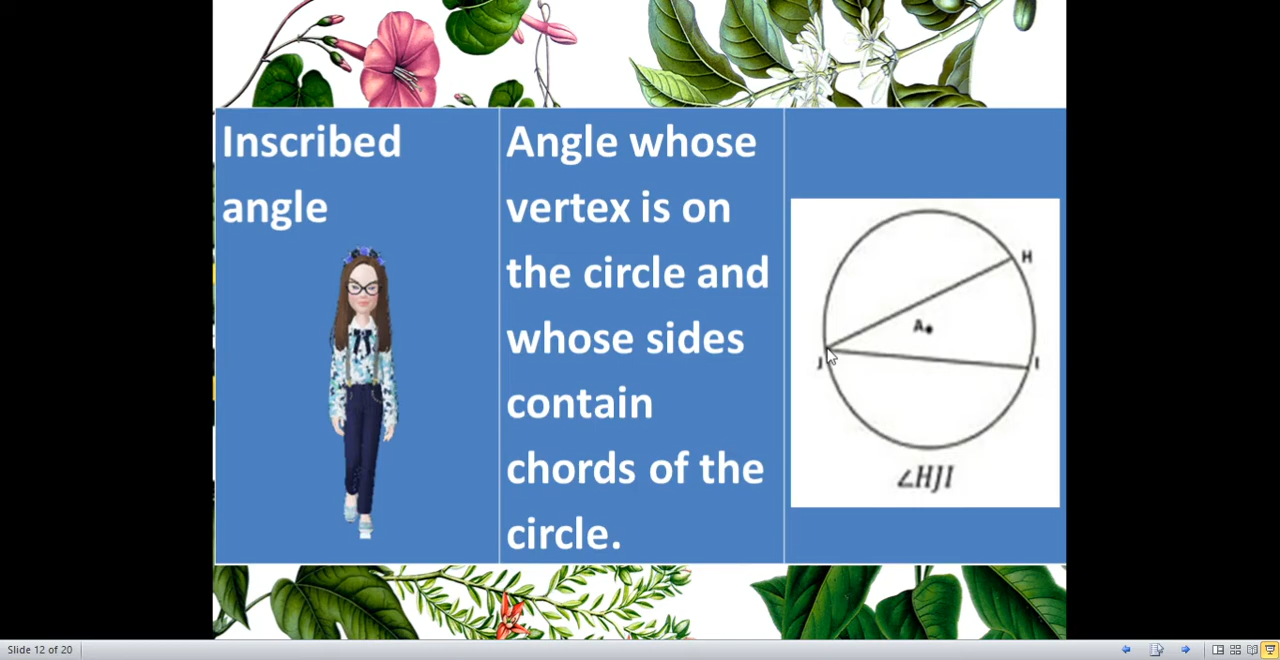 Inscribed
angle
Angle whose
vertex is on
the circle and
whose sides
contain
chords of the
circle.
H
A
J
I
∠HJI
Slide 12 of 20